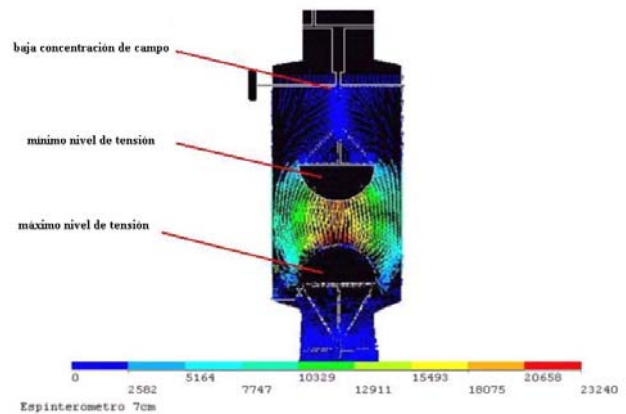 baja concentración de campo
mínimo nivel de tensión
máximo nivel de tensión
0 5164 10329 15493 20658
2582 7747 12911 18075 23240
Espinterometro 7cm